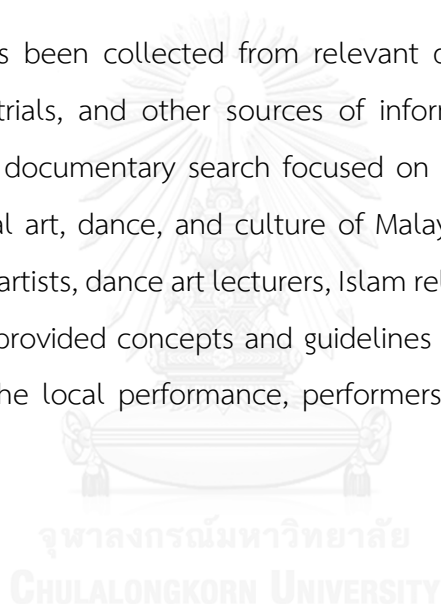 s been collected from relevant
trials, and other sources of inform
documentary search focused on
al art, dance, and culture of Malay
artists, dance art lecturers, Islam rel
provided concepts and guidelines
he local performance, performers
จุฬาลงกรณ์มหาวิทยาลัย
CHULALONGKORN UNIVERSITY